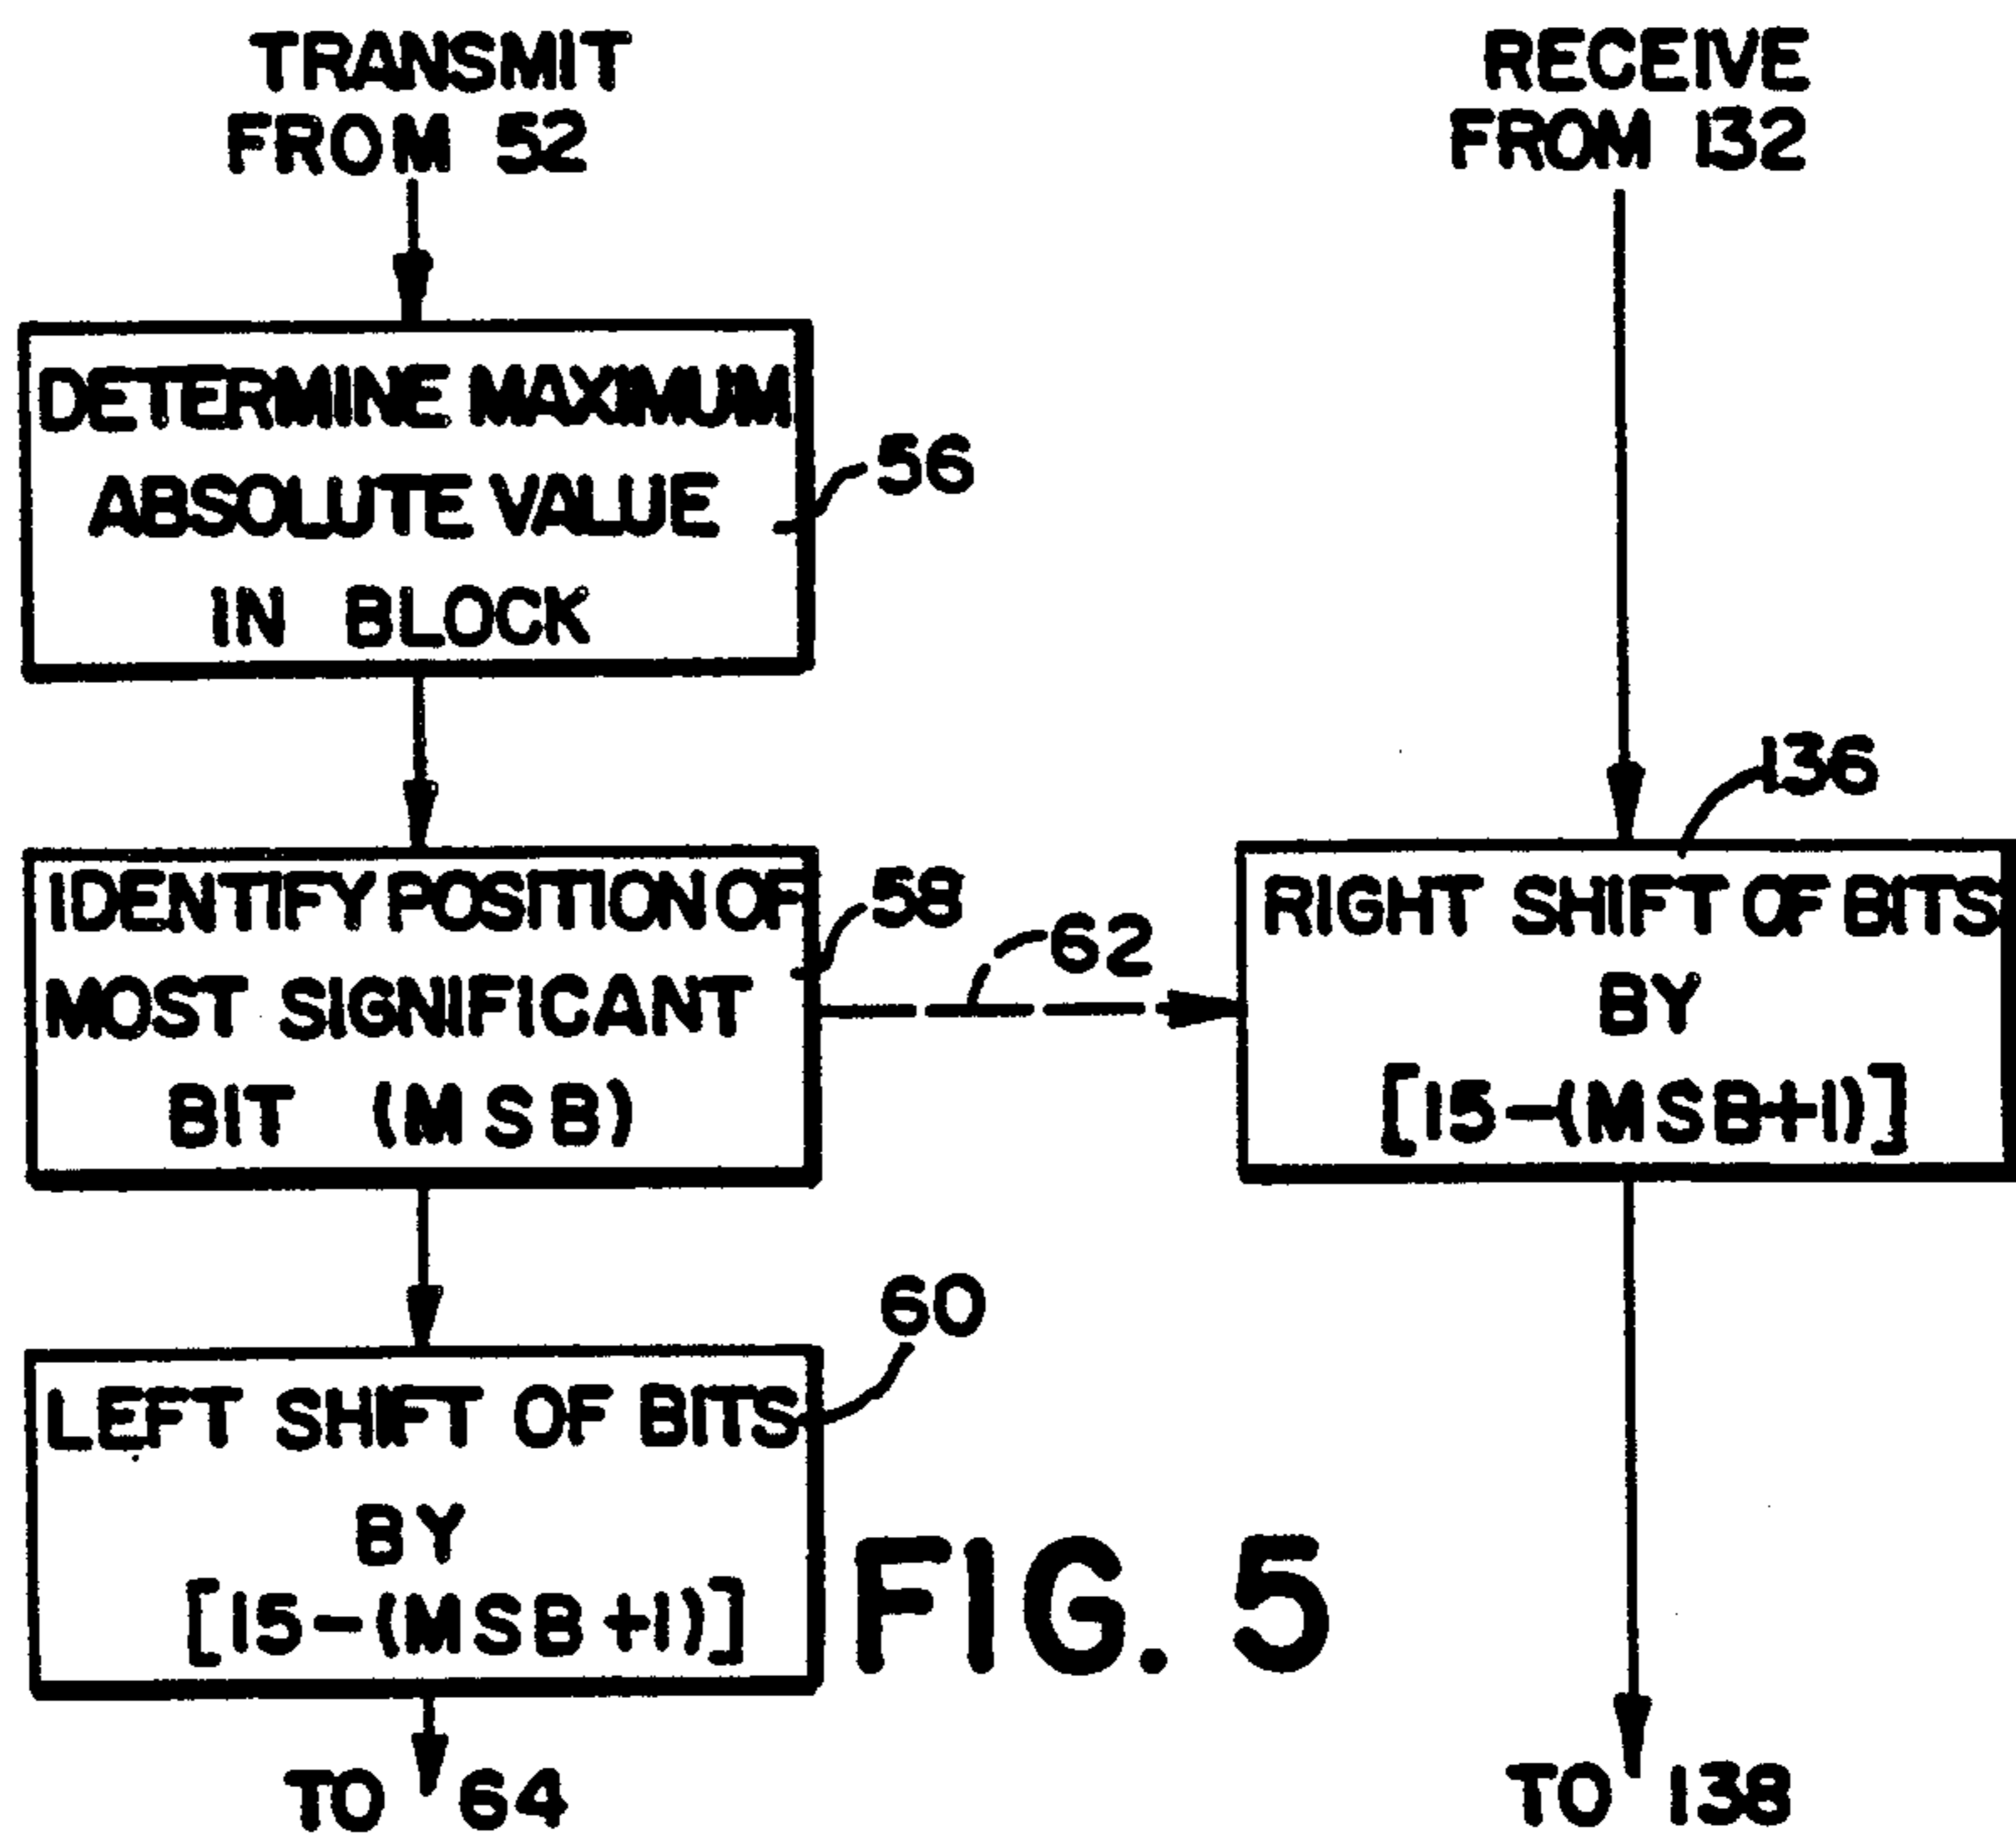 TRANSMIT
FROM 52
DETERMINE MAXIMUM
ABSOLUTE VALUE
IN BLOCK
56
IDENTIFY POSITION OF
MOST SIGNIFICANT
BIT (MSB)
58
62
LEFT SHIFT OF BITS
BY
[15-(MSB+1)]
60
TO 64
RECEIVE
FROM 132
136
RIGHT SHIFT OF BITS
BY
[15-(MSB+1)]
TO 138
FIG. 5